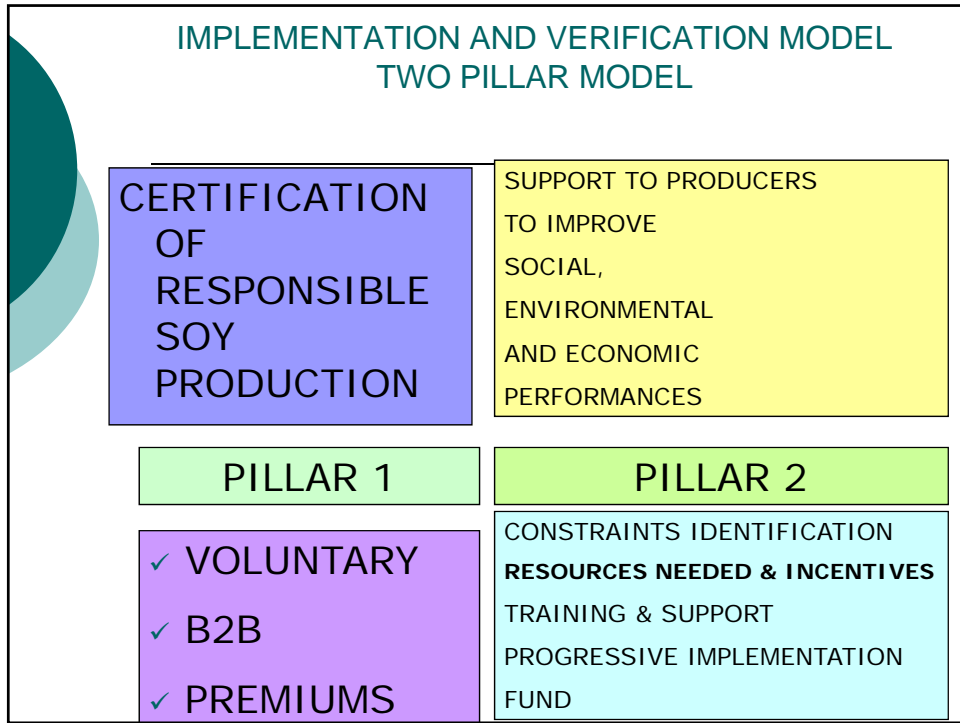 IMPLEMENTATION AND VERIFICATION MODEL
TWO PILLAR MODEL
CERTIFICATION
OF
RESPONSIBLE
SOY
PRODUCTION
SUPPORT TO PRODUCERS
TO IMPROVE
SOCIAL,
ENVIRONMENTAL
AND ECONOMIC
PERFORMANCES
PILLAR 1
PILLAR 2
✓ VOLUNTARY
✓ B2B
✓ PREMIUMS
CONSTRAINTS IDENTIFICATION
RESOURCES NEEDED & INCENTIVES
TRAINING & SUPPORT
PROGRESSIVE IMPLEMENTATION
FUND